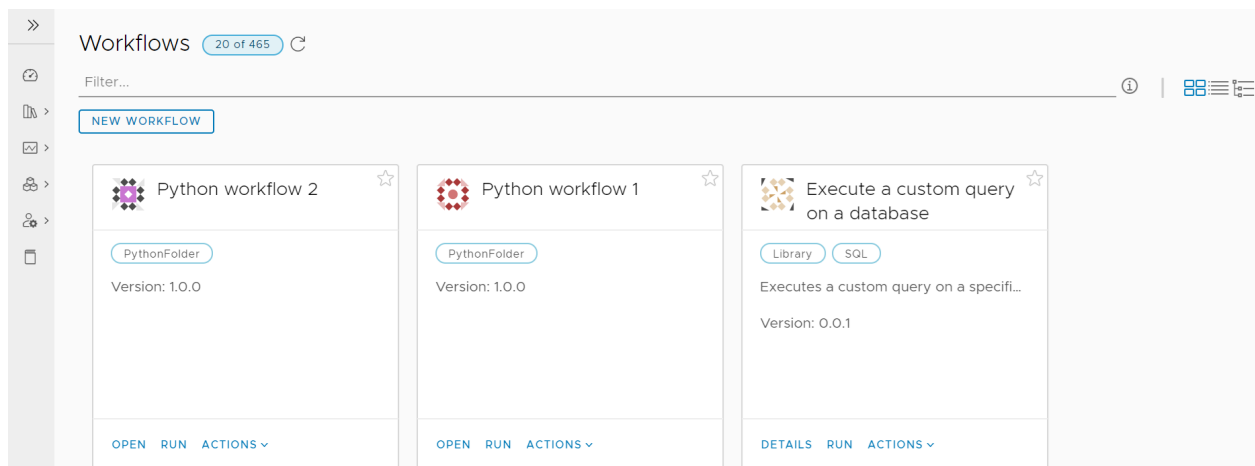 Workflows 20 of 465
Filter...
NEW WORKFLOW
Python workflow 2
PythonFolder
Version: 1.0.0
OPEN RUN ACTIONS
Python workflow 1
PythonFolder
Version: 1.0.0
OPEN RUN ACTIONS
Execute a custom query
on a database
Library SQL
Executes a custom query on a specifi...
Version: 0.0.1
DETAILS RUN ACTIONS